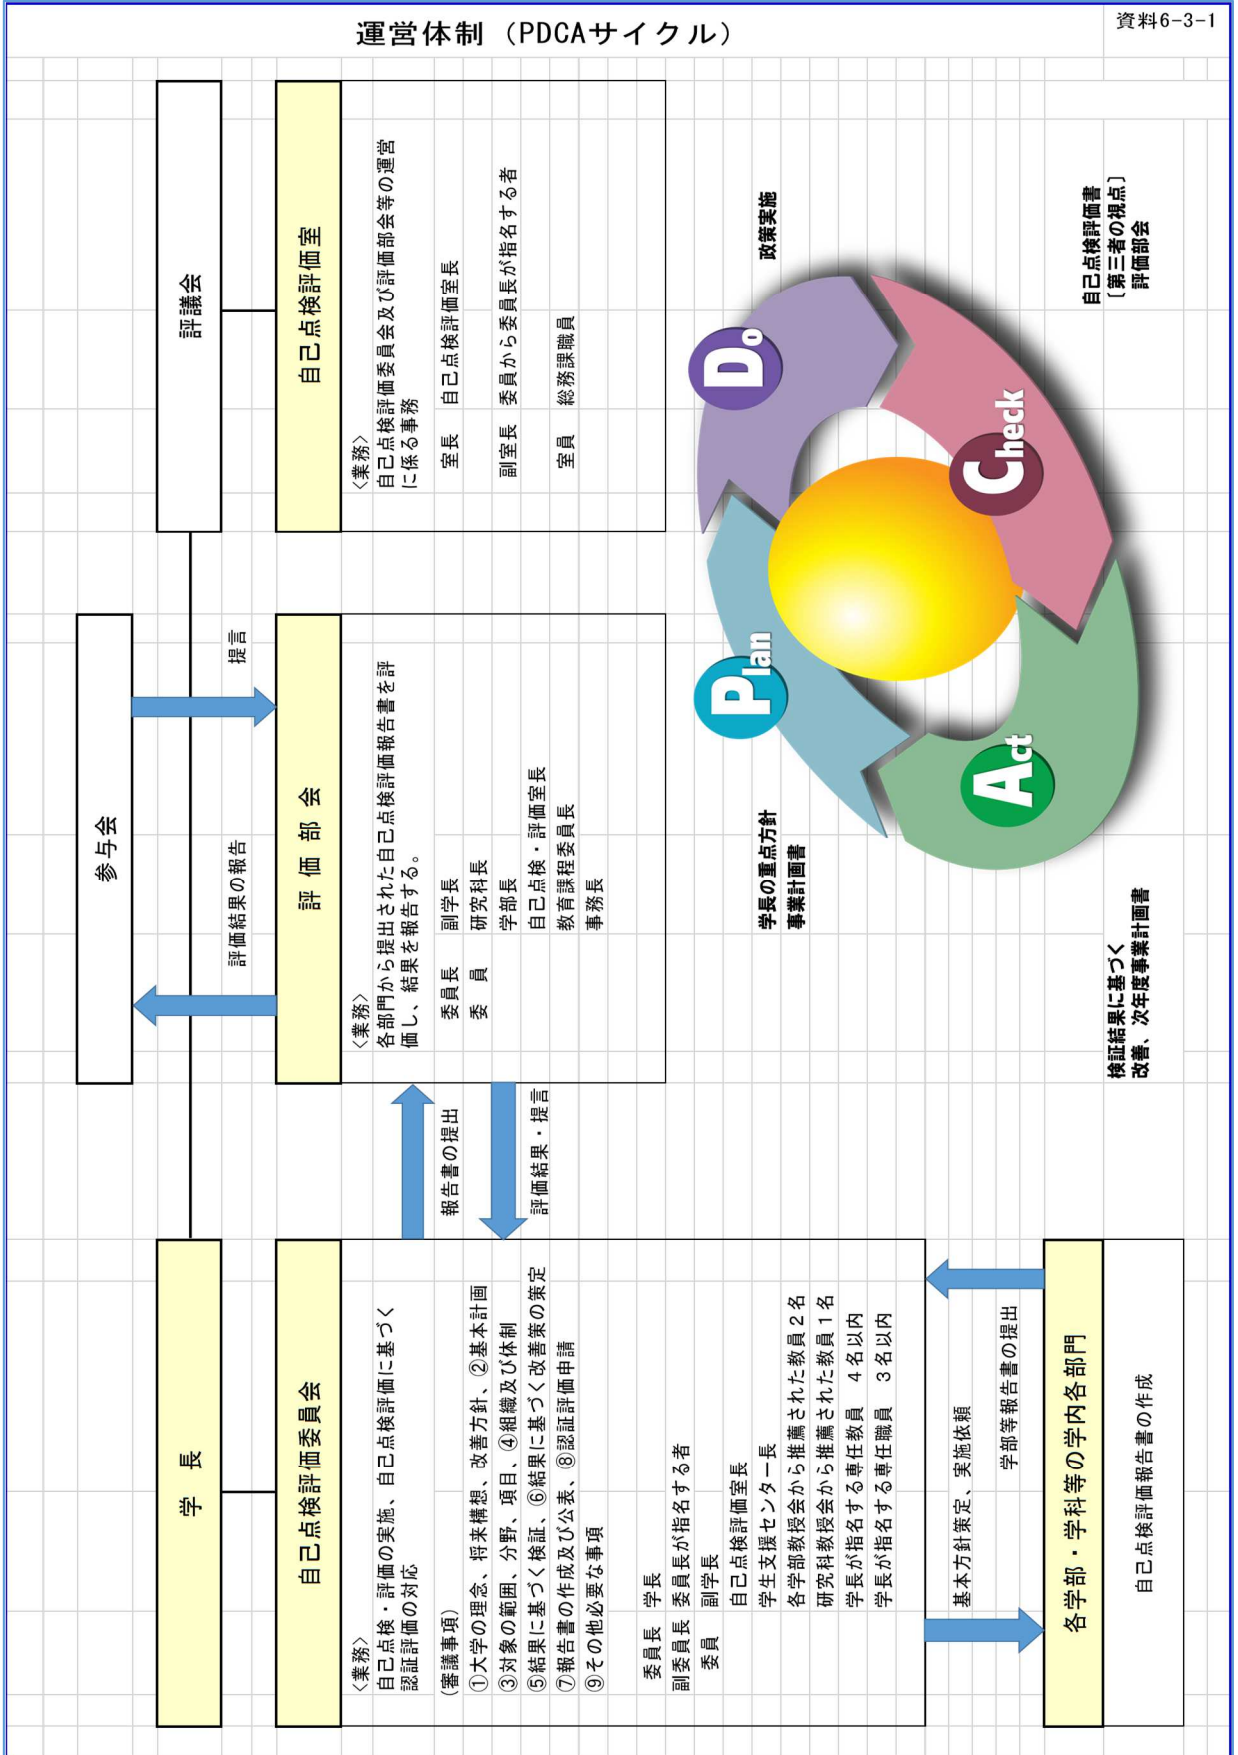 運営体制（PDCAサイクル）
資料6-3-1
学　長
評議会
参与会
評価結果の報告
提言
自己点検評価委員会
〈業務〉
自己点検・評価の実施、自己点検評価に基づく
認証評価の対応
(審議事項)
①大学の理念、将来構想、改善方針、②基本計画
③対象の範囲、分野、項目、④組織及び体制
⑤結果に基づく検証、⑥結果に基づく改善策の策定
⑦報告書の作成及び公表、⑧認証評価申請
⑨その他必要な事項
委員長　学長
副委員長　委員長が指名する者
委員　副学長
自己点検評価室長
学生支援センター長
各学部教授会から推薦された教員２名
研究科教授会から推薦された教員１名
学長が指名する専任教員　４名以内
学長が指名する専任職員　３名以内
報告書の提出
評価結果・提言
評 価 部 会
〈業務〉
各部門から提出された自己点検評価報告書を評
価し、結果を報告する。
委員長　副学長
委　員　研究科長
学部長
自己点検・評価室長
教育課程委員長
事務長
自己点検評価室
〈業務〉
自己点検評価委員会及び評価部会等の運営
に係る事務
室長　自己点検評価室長
副室長　委員から委員長が指名する者
室員　総務課職員
基本方針策定、実施依頼
学部等報告書の提出
各学部・学科等の学内各部門
自己点検評価報告書の作成
学長の重点方針
事業計画書
Plan
政策実施
Do
Check
自己点検評価書
［第三者の視点］
評価部会
Act
検証結果に基づく
改善、次年度事業計画書